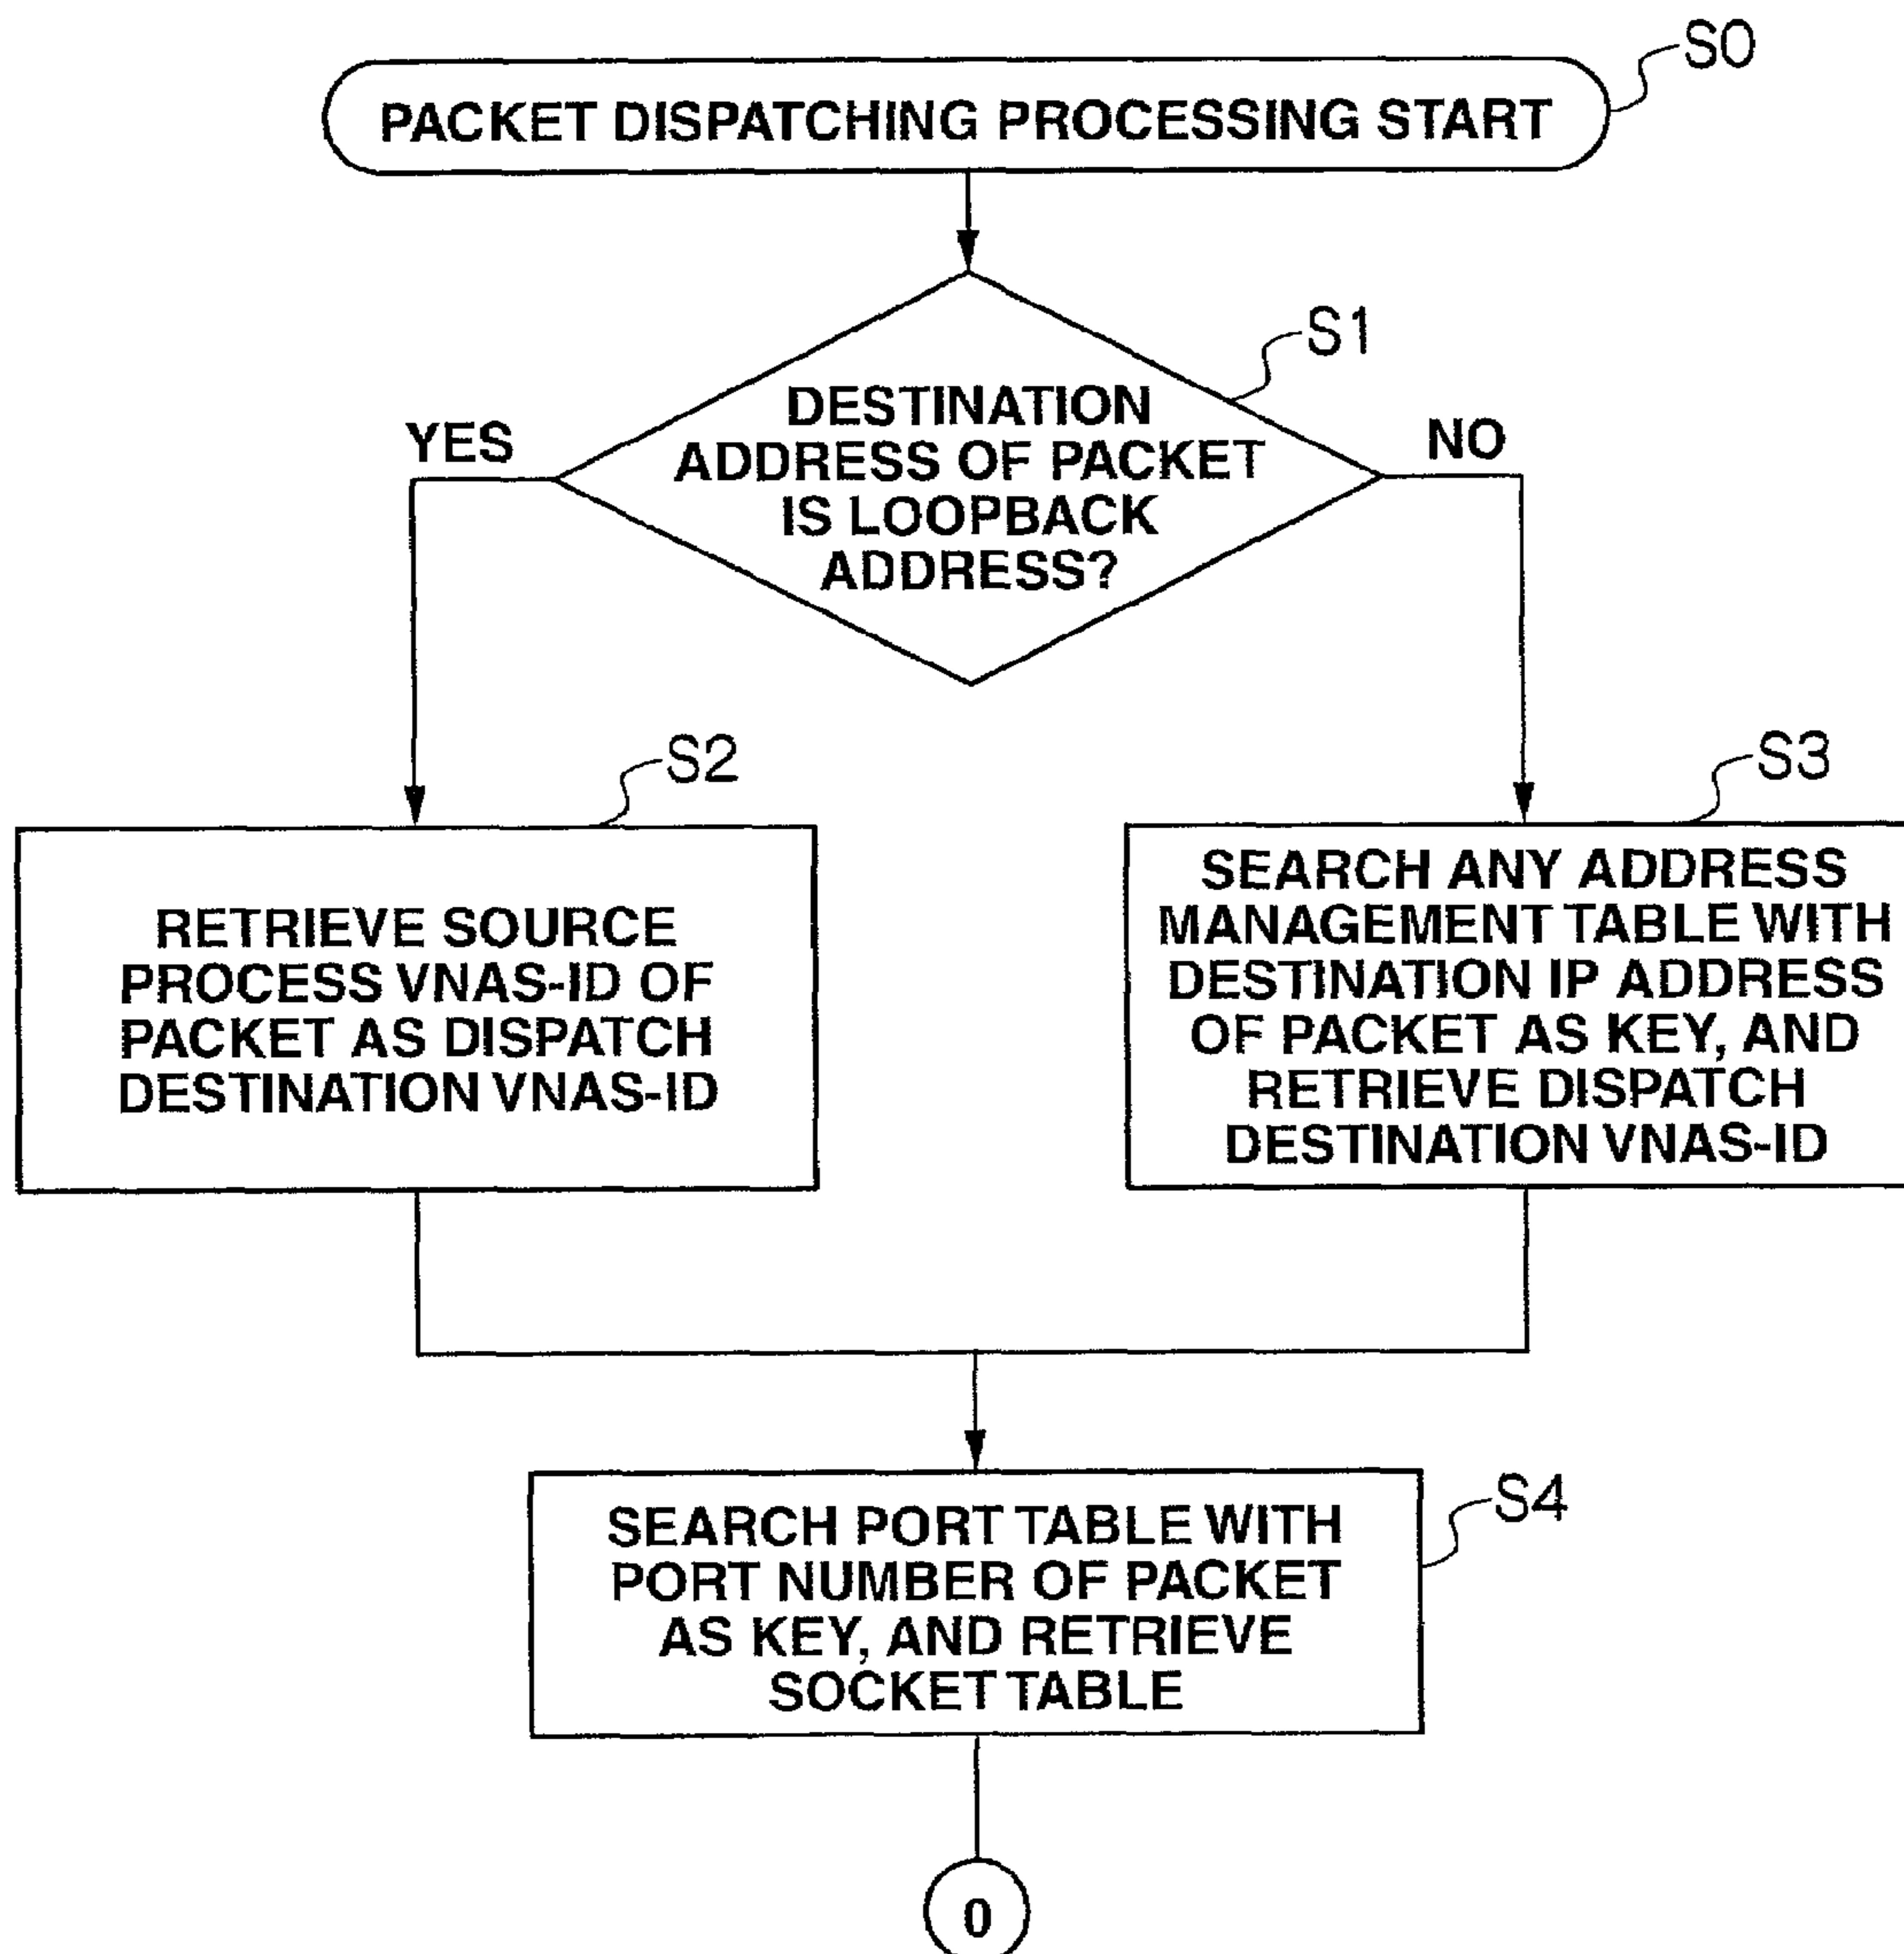 S0
PACKET DISPATCHING PROCESSING START
S1
DESTINATION
ADDRESS OF PACKET
IS LOOPBACK
ADDRESS?
YES
NO
S2
RETRIEVE SOURCE
PROCESS VNAS-ID OF
PACKET AS DISPATCH
DESTINATION VNAS-ID
S3
SEARCH ANY ADDRESS
MANAGEMENT TABLE WITH
DESTINATION IP ADDRESS
OF PACKET AS KEY, AND
RETRIEVE DISPATCH
DESTINATION VNAS-ID
S4
SEARCH PORT TABLE WITH
PORT NUMBER OF PACKET
AS KEY, AND RETRIEVE
SOCKET TABLE
0